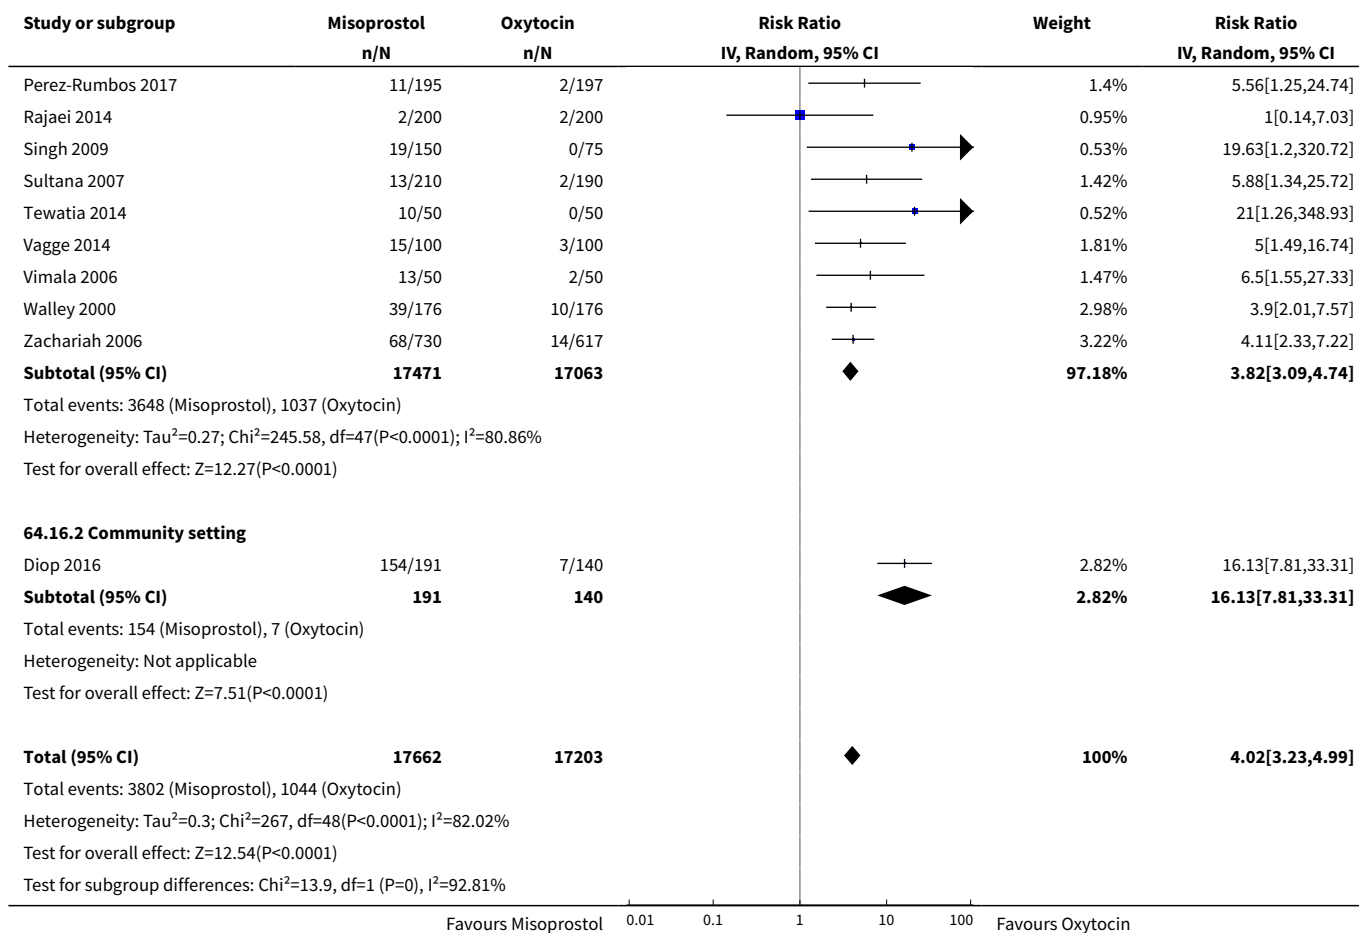 Study or subgroup Misoprostol Oxytocin Risk Ratio Weight Risk Ratio
n/N n/N IV, Random, 95% CI IV, Random, 95% CI
Perez-Rumbos 2017 11/195 2/197 1.4% 5.56[1.25,24.74]
Rajaei 2014 2/200 2/200 0.95% 1[0.14,7.03]
Singh 2009 19/150 0/75 0.53% 19.63[1.2,320.72]
Sultana 2007 13/210 2/190 1.42% 5.88[1.34,25.72]
Tewatia 2014 10/50 0/50 0.52% 21[1.26,348.93]
Vagge 2014 15/100 3/100 1.81% 5[1.49,16.74]
Vimala 2006 13/50 2/50 1.47% 6.5[1.55,27.33]
Walley 2000 39/176 10/176 2.98% 3.9[2.01,7.57]
Zachariah 2006 68/730 14/617 3.22% 4.11[2.33,7.22]
Subtotal (95% CI) 17471 17063 97.18% 3.82[3.09,4.74]
Total events: 3648 (Misoprostol), 1037 (Oxytocin)
Heterogeneity: Tau²=0.27; Chi²=245.58, df=47(P<0.0001); I²=80.86%
Test for overall effect: Z=12.27(P<0.0001)
64.16.2 Community setting
Diop 2016 154/191 7/140 2.82% 16.13[7.81,33.31]
Subtotal (95% CI) 191 140 2.82% 16.13[7.81,33.31]
Total events: 154 (Misoprostol), 7 (Oxytocin)
Heterogeneity: Not applicable
Test for overall effect: Z=7.51(P<0.0001)
Total (95% CI) 17662 17203 100% 4.02[3.23,4.99]
Total events: 3802 (Misoprostol), 1044 (Oxytocin)
Heterogeneity: Tau²=0.3; Chi²=267, df=48(P<0.0001); I²=82.02%
Test for overall effect: Z=12.54(P<0.0001)
Test for subgroup differences: Chi²=13.9, df=1 (P=0), I²=92.81%
Favours Misoprostol 0.01 0.1 1 10 100 Favours Oxytocin